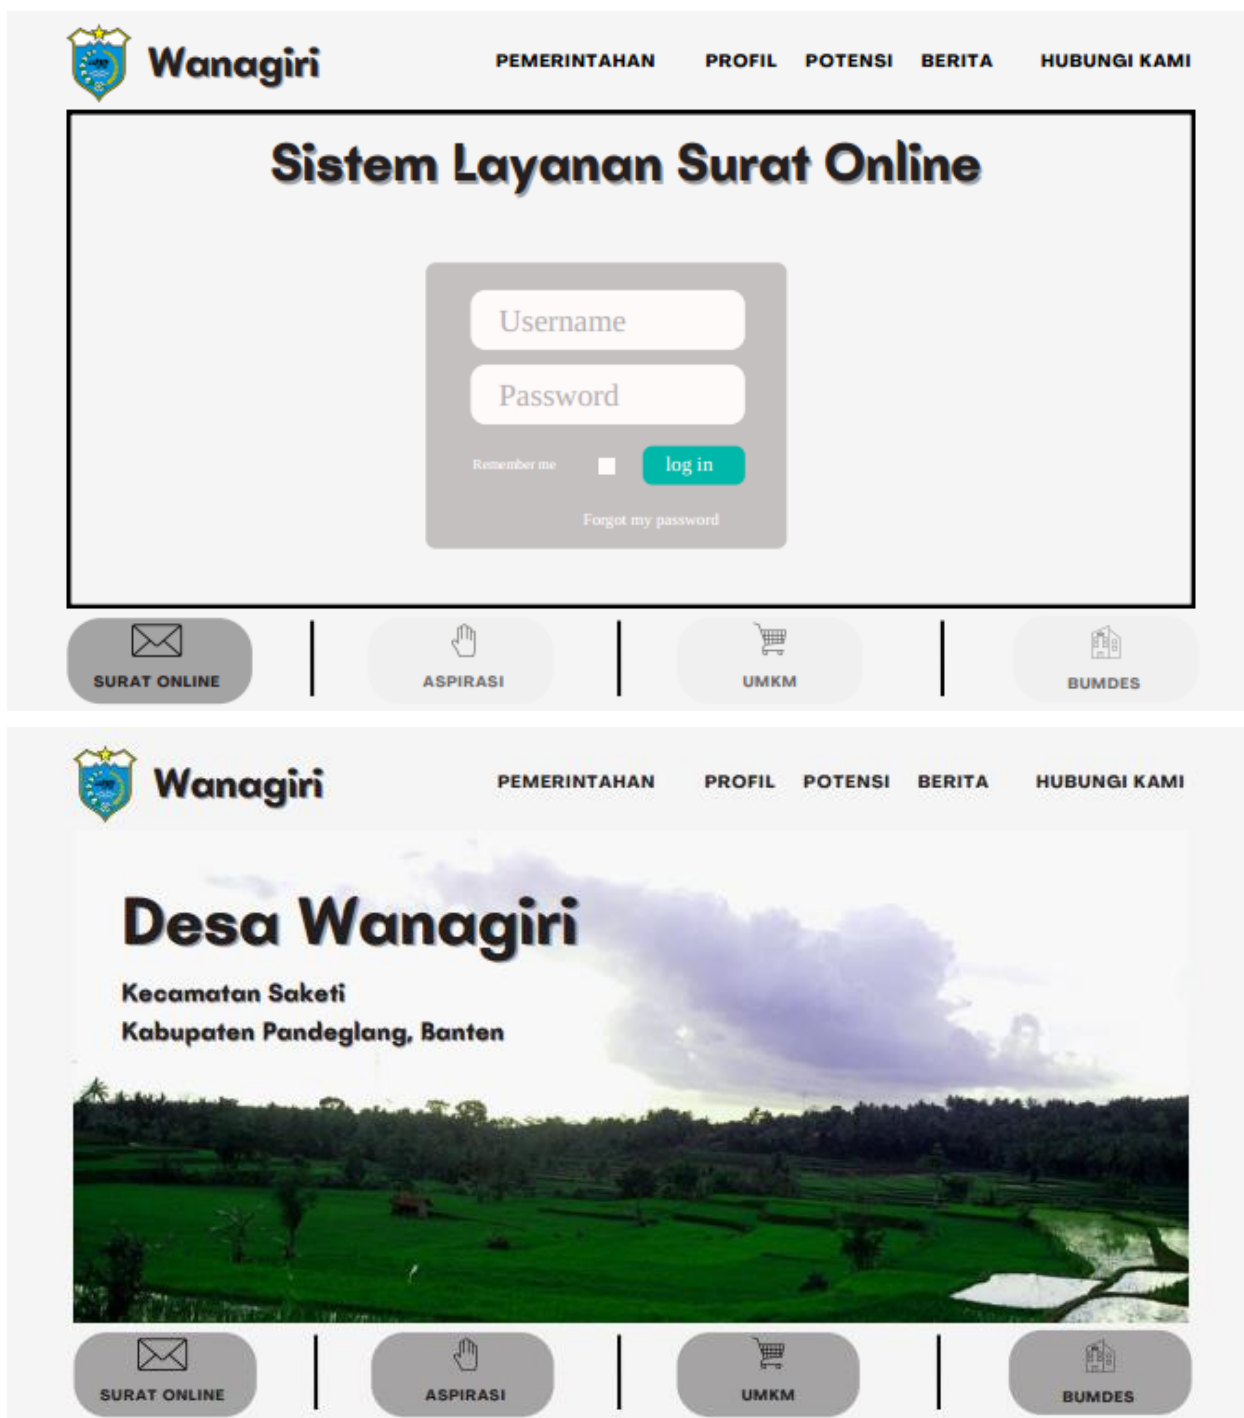 Wanagiri
PEMERINTAHAN PROFIL POTENSI BERITA HUBUNGI KAMI
Sistem Layanan Surat Online
Username
Password
Remember me log in
Forgot my password
SURAT ONLINE ASPIRASI UMKM BUMDES
Wanagiri
PEMERINTAHAN PROFIL POTENSI BERITA HUBUNGI KAMI
Desa Wanagiri
Kecamatan Saketi
Kabupaten Pandeglang, Banten
SURAT ONLINE ASPIRASI UMKM BUMDES